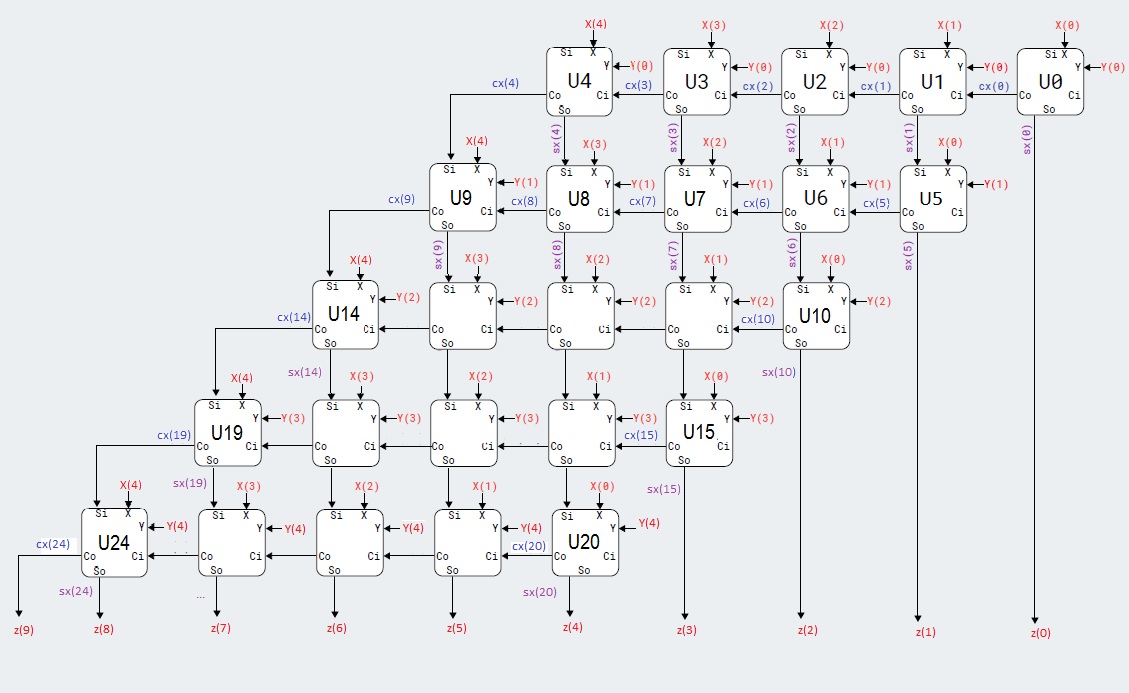 X(4) X(3) X(2) X(1) X(0)
Si X Si X Si X Si X Si X
Y Y(0) Y Y(0) Y Y(0) Y Y(0) Y Y(0)
U4 U3 U2 U1 U0
cx(4) Co Ci cx(3) Co Ci cx(2) Co Ci cx(1) Co Ci cx(0) Co Ci
So So So So So
sx(4) sx(3) sx(2) sx(1) sx(0)
X(4) X(3) X(2) X(1) X(0)
Si X Si X Si X Si X Si X
Y Y(1) Y Y(1) Y Y(1) Y Y(1) Y Y(1)
U9 U8 U7 U6 U5
cx(9) Co Ci cx(8) Co Ci cx(7) Co Ci cx(6) Co Ci cx(5) Co Ci
So So So So So
sx(9) sx(8) sx(7) sx(6) sx(5)
X(4) X(3) X(2) X(1) X(0)
Si X Si X Si X Si X Si X
Y Y(2) Y Y(2) Y Y(2) Y Y(2) Y Y(2)
U14 U10
cx(14) Co Ci Co Ci Co Ci Co Ci cx(10) Co Ci
So So So So So
sx(14) sx(10)
X(4) X(3) X(2) X(1) X(0)
Si X Si X Si X Si X Si X
Y Y(3) Y Y(3) Y Y(3) Y Y(3) Y Y(3)
U19 U15
cx(19) Co Ci Co Ci Co Ci Co Ci cx(15) Co Ci
So So So So So
sx(19) sx(15)
X(4) X(3) X(2) X(1) X(0)
Si X Si X Si X Si X Si X
Y Y(4) Y Y(4) Y Y(4) Y Y(4) Y Y(4)
U24 U20
cx(24) Co Ci Co Ci Co Ci Co Ci cx(20) Co Ci
So So So So So
sx(24) ... sx(20)
z(9) z(8) z(7) z(6) z(5) z(4) z(3) z(2) z(1) z(0)